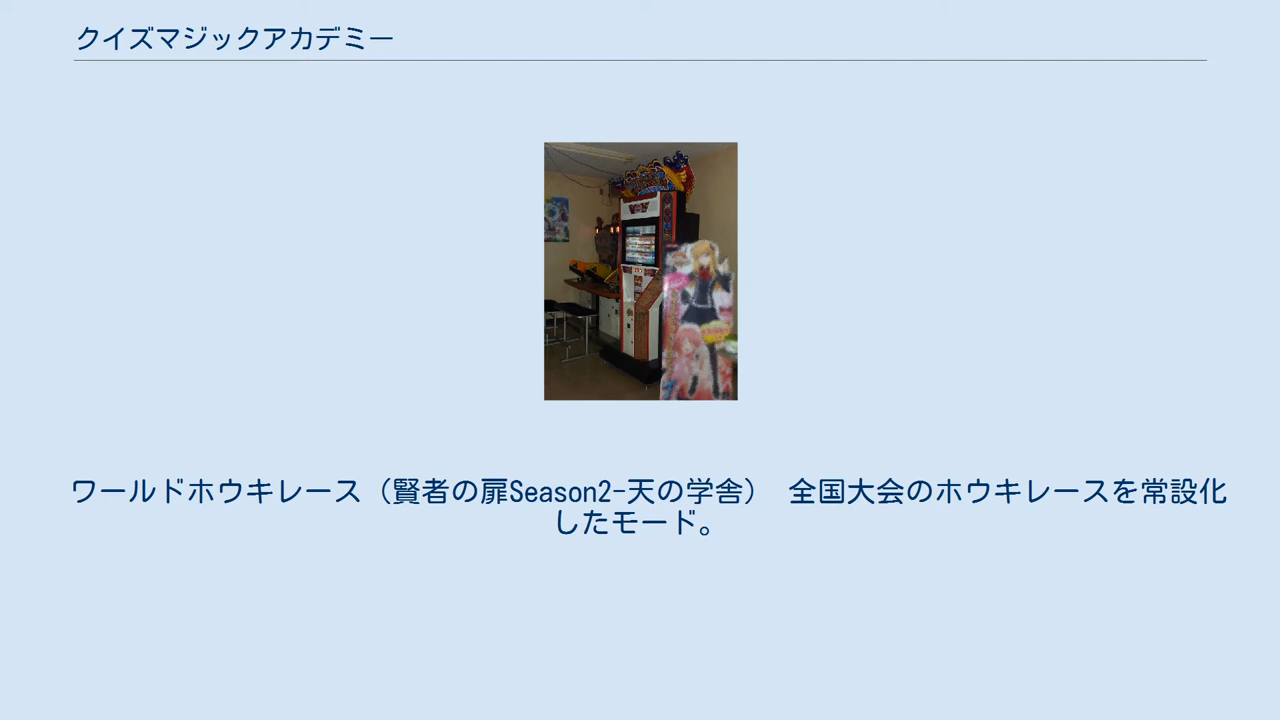 クイズマジックアカデミー
ワールドホウキレース（賢者の扉Season2-天の学舎） 全国大会のホウキレースを常設化
したモード。